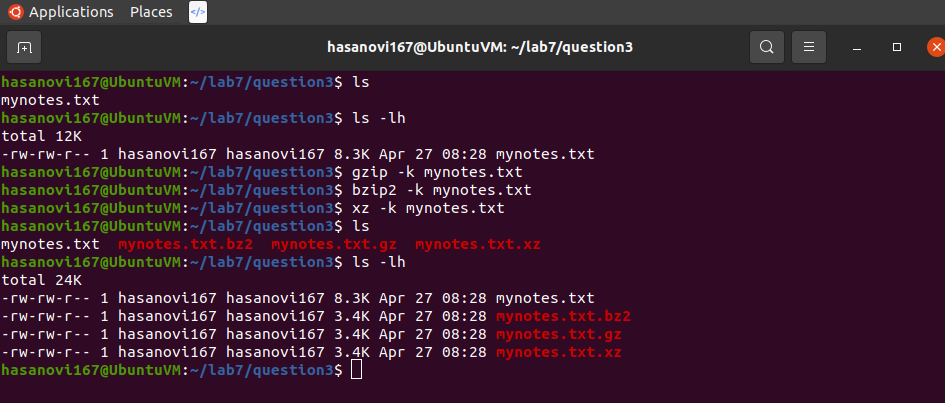 Applications Places </>
hasanovi167@UbuntuVM: ~/lab7/question3
hasanovi167@UbuntuVM:~/lab7/question3$ ls
mynotes.txt
hasanovi167@UbuntuVM:~/lab7/question3$ ls -lh
total 12K
-rw-rw-r-- 1 hasanovi167 hasanovi167 8.3K Apr 27 08:28 mynotes.txt
hasanovi167@UbuntuVM:~/lab7/question3$ gzip -k mynotes.txt
hasanovi167@UbuntuVM:~/lab7/question3$ bzip2 -k mynotes.txt
hasanovi167@UbuntuVM:~/lab7/question3$ xz -k mynotes.txt
hasanovi167@UbuntuVM:~/lab7/question3$ ls
mynotes.txt  mynotes.txt.bz2  mynotes.txt.gz  mynotes.txt.xz
hasanovi167@UbuntuVM:~/lab7/question3$ ls -lh
total 24K
-rw-rw-r-- 1 hasanovi167 hasanovi167 8.3K Apr 27 08:28 mynotes.txt
-rw-rw-r-- 1 hasanovi167 hasanovi167 3.4K Apr 27 08:28 mynotes.txt.bz2
-rw-rw-r-- 1 hasanovi167 hasanovi167 3.4K Apr 27 08:28 mynotes.txt.gz
-rw-rw-r-- 1 hasanovi167 hasanovi167 3.4K Apr 27 08:28 mynotes.txt.xz
hasanovi167@UbuntuVM:~/lab7/question3$